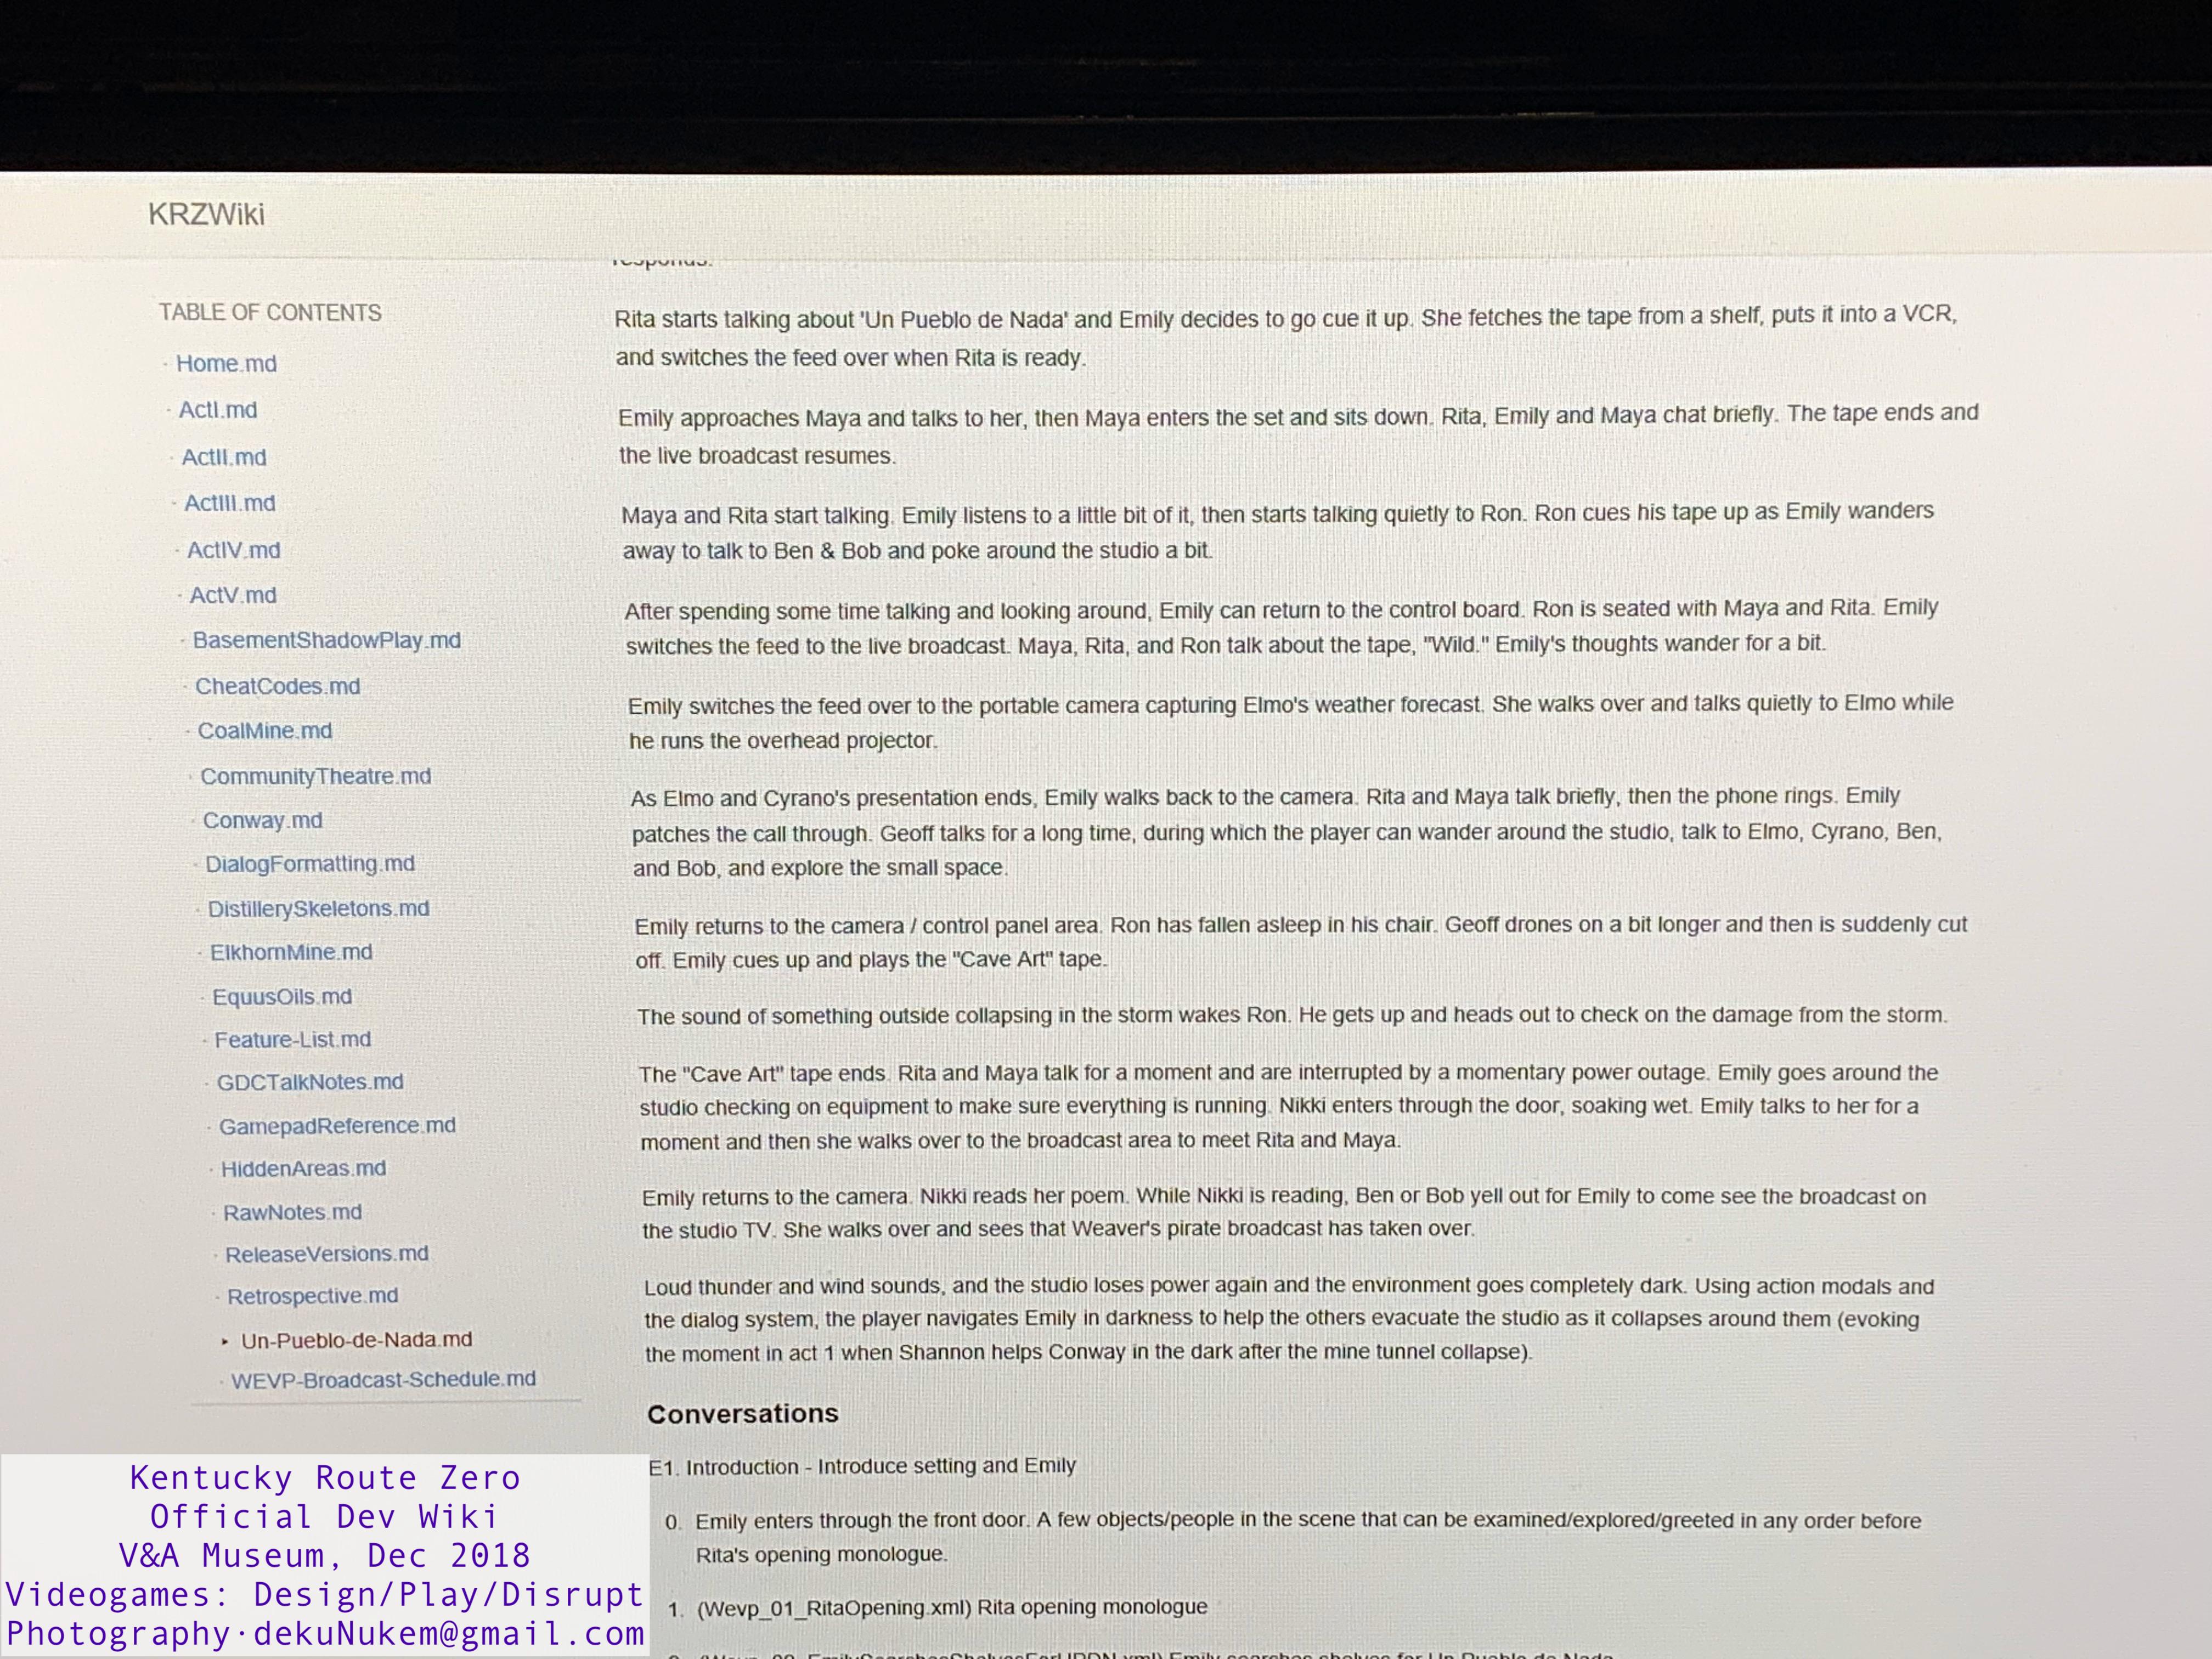 KRZWiki
TABLE OF CONTENTS
· Home.md
· ActI.md
· ActII.md
· ActIII.md
· ActIV.md
· ActV.md
· BasementShadowPlay.md
· CheatCodes.md
· CoalMine.md
· CommunityTheatre.md
· Conway.md
· DialogFormatting.md
· DistillerySkeletons.md
· ElkhornMine.md
· EquusOils.md
· Feature-List.md
· GDCTalkNotes.md
· GamepadReference.md
· HiddenAreas.md
· RawNotes.md
· ReleaseVersions.md
· Retrospective.md
▸ Un-Pueblo-de-Nada.md
· WEVP-Broadcast-Schedule.md
responds.
Rita starts talking about 'Un Pueblo de Nada' and Emily decides to go cue it up. She fetches the tape from a shelf, puts it into a VCR,
and switches the feed over when Rita is ready.
Emily approaches Maya and talks to her, then Maya enters the set and sits down. Rita, Emily and Maya chat briefly. The tape ends and
the live broadcast resumes.
Maya and Rita start talking. Emily listens to a little bit of it, then starts talking quietly to Ron. Ron cues his tape up as Emily wanders
away to talk to Ben & Bob and poke around the studio a bit.
After spending some time talking and looking around, Emily can return to the control board. Ron is seated with Maya and Rita. Emily
switches the feed to the live broadcast. Maya, Rita, and Ron talk about the tape, "Wild." Emily's thoughts wander for a bit.
Emily switches the feed over to the portable camera capturing Elmo's weather forecast. She walks over and talks quietly to Elmo while
he runs the overhead projector.
As Elmo and Cyrano's presentation ends, Emily walks back to the camera. Rita and Maya talk briefly, then the phone rings. Emily
patches the call through. Geoff talks for a long time, during which the player can wander around the studio, talk to Elmo, Cyrano, Ben,
and Bob, and explore the small space.
Emily returns to the camera / control panel area. Ron has fallen asleep in his chair. Geoff drones on a bit longer and then is suddenly cut
off. Emily cues up and plays the "Cave Art" tape.
The sound of something outside collapsing in the storm wakes Ron. He gets up and heads out to check on the damage from the storm.
The "Cave Art" tape ends. Rita and Maya talk for a moment and are interrupted by a momentary power outage. Emily goes around the
studio checking on equipment to make sure everything is running. Nikki enters through the door, soaking wet. Emily talks to her for a
moment and then she walks over to the broadcast area to meet Rita and Maya.
Emily returns to the camera. Nikki reads her poem. While Nikki is reading, Ben or Bob yell out for Emily to come see the broadcast on
the studio TV. She walks over and sees that Weaver's pirate broadcast has taken over.
Loud thunder and wind sounds, and the studio loses power again and the environment goes completely dark. Using action modals and
the dialog system, the player navigates Emily in darkness to help the others evacuate the studio as it collapses around them (evoking
the moment in act 1 when Shannon helps Conway in the dark after the mine tunnel collapse).
Conversations
E1. Introduction - Introduce setting and Emily
0. Emily enters through the front door. A few objects/people in the scene that can be examined/explored/greeted in any order before
Rita's opening monologue.
1. (Wevp_01_RitaOpening.xml) Rita opening monologue
Kentucky Route Zero
Official Dev Wiki
V&A Museum, Dec 2018
Videogames: Design/Play/Disrupt
Photography·dekuNukem@gmail.com